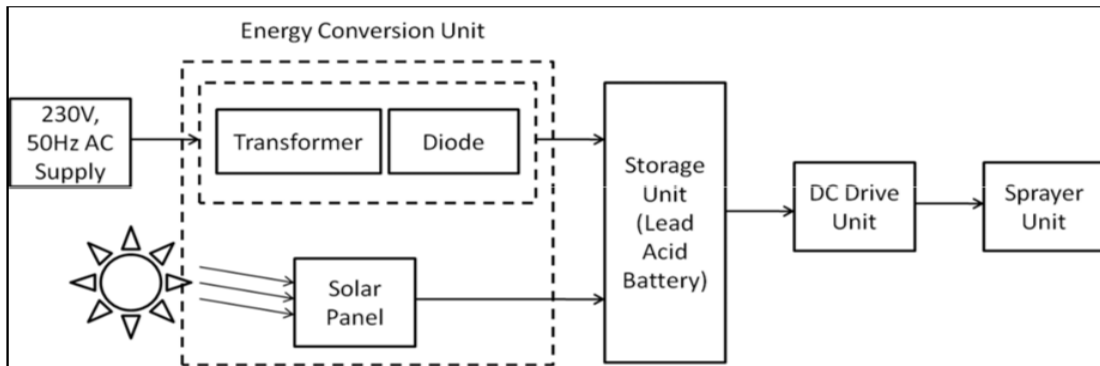 Energy Conversion Unit
230V,
50Hz AC
Supply
Transformer
Diode
Storage
Unit
(Lead
Acid
Battery)
DC Drive
Unit
Sprayer
Unit
Solar
Panel